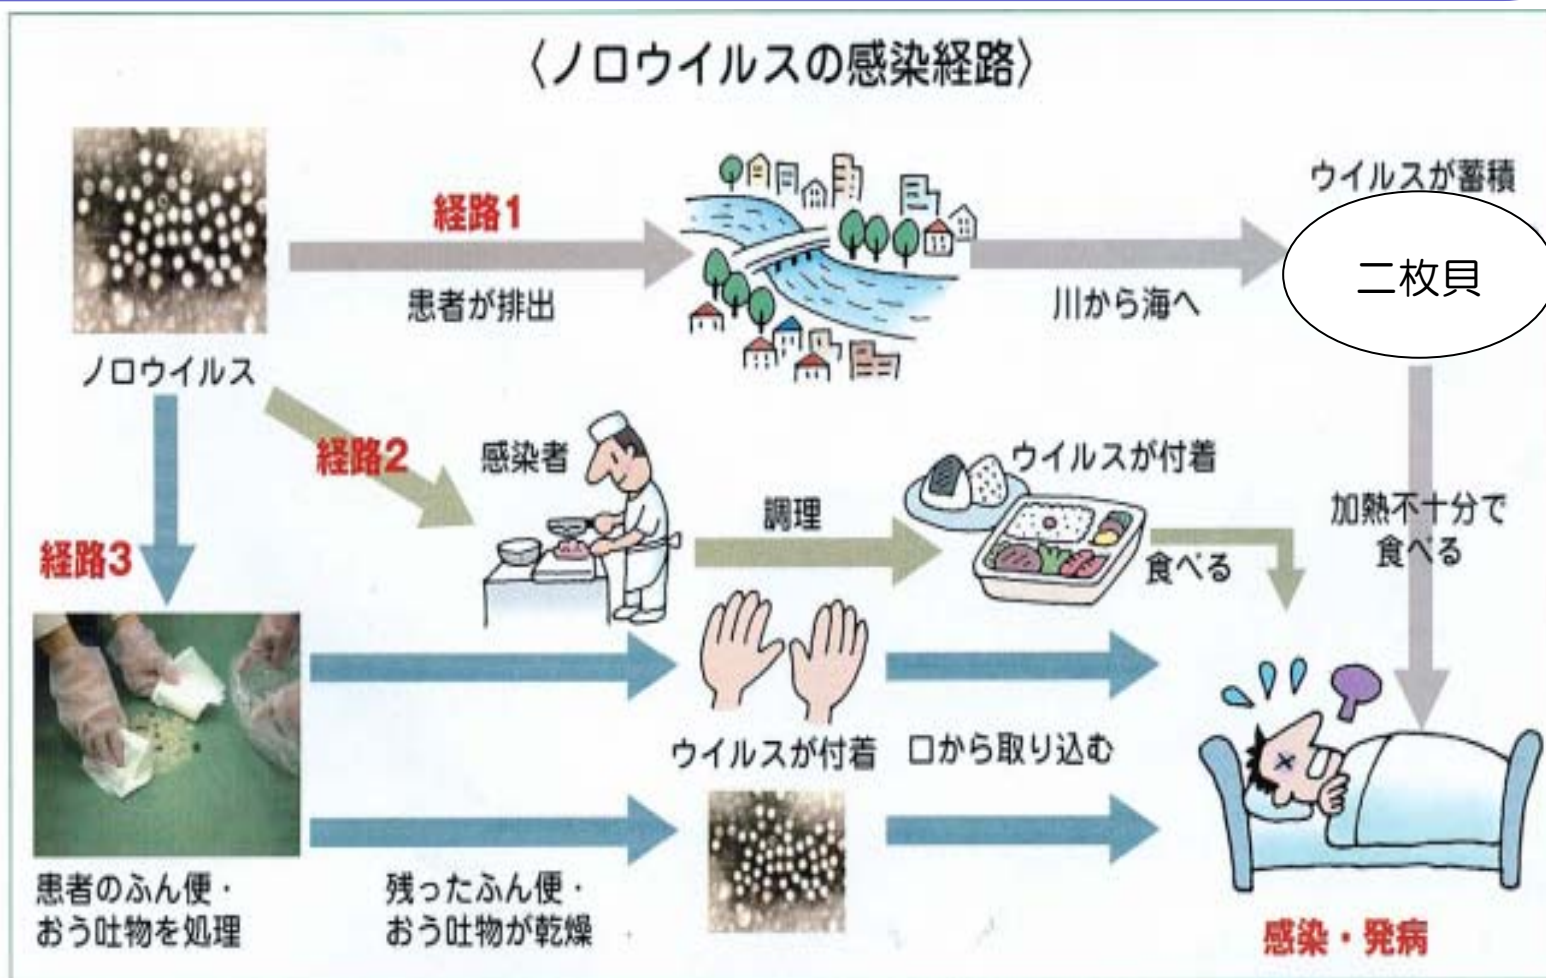 〈ノロウイルスの感染経路〉
ウイルスが蓄積
経路1
二枚貝
患者が排出
川から海へ
ノロウイルス
経路2
感染者
ウイルスが付着
調理
加熱不十分で
食べる
食べる
経路3
ウイルスが付着
口から取り込む
患者のふん便・
おう吐物を処理
残ったふん便・
おう吐物が乾燥
感染・発病